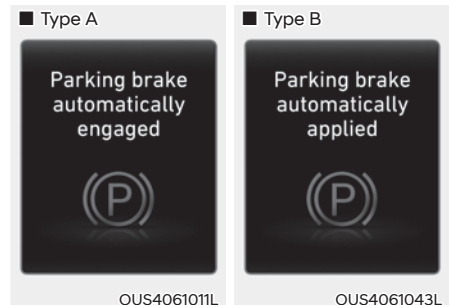 ■ Type A
Parking brake
automatically
engaged
P
OUS4061011L
■ Type B
Parking brake
automatically
applied
P
OUS4061043L